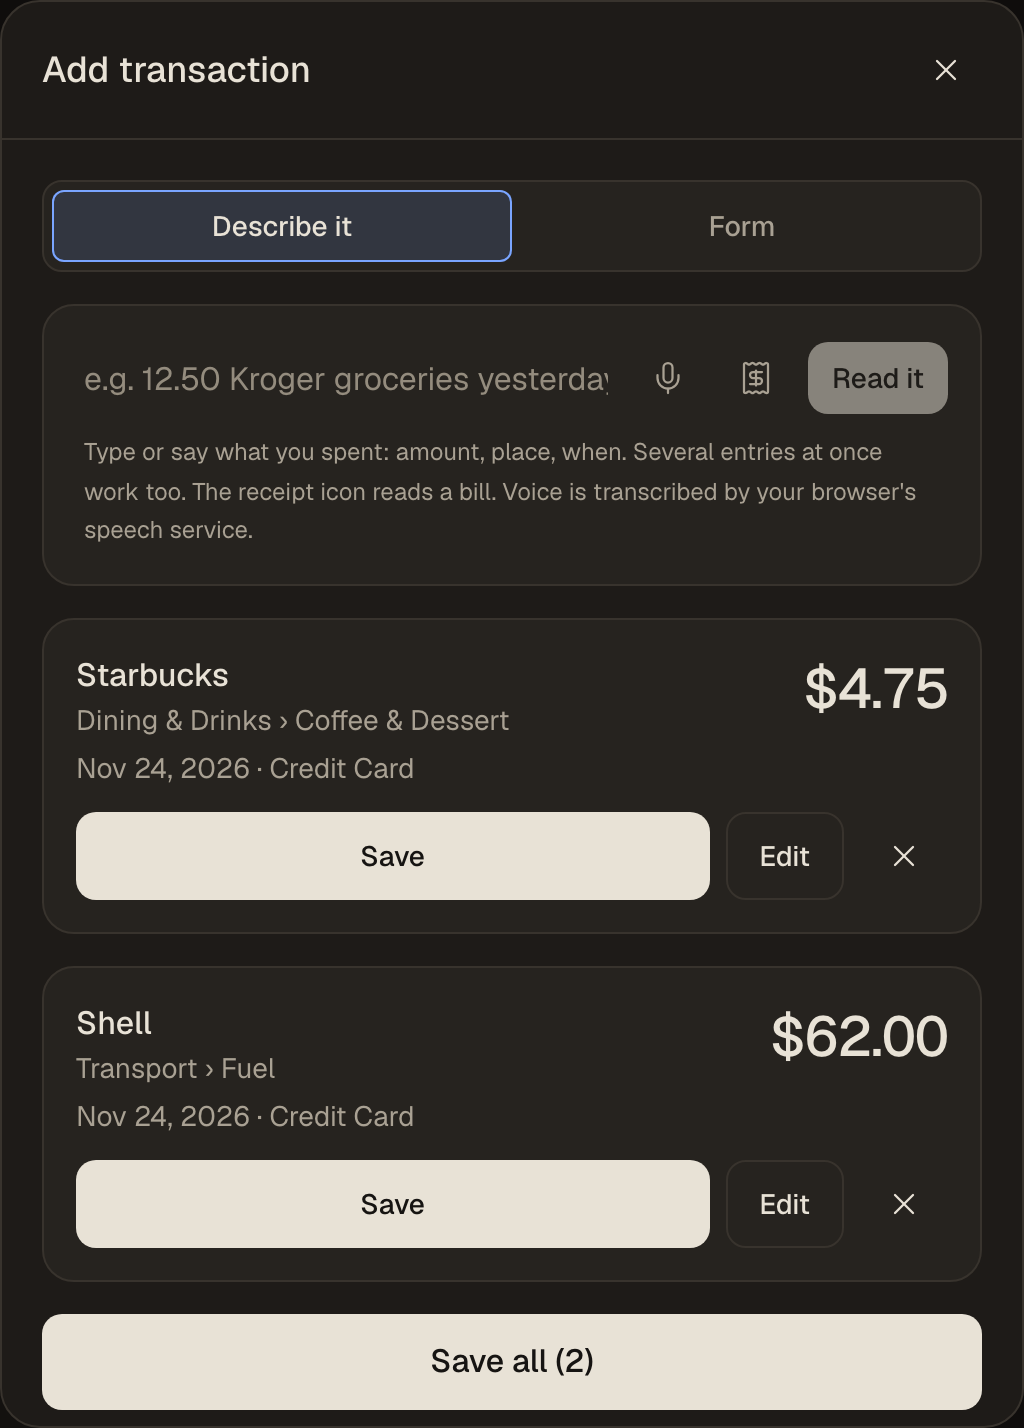 Add transaction
Describe it
Form
e.g. 12.50 Kroger groceries yesterday
Read it
Type or say what you spent: amount, place, when. Several entries at once
work too. The receipt icon reads a bill. Voice is transcribed by your browser's
speech service.
Starbucks
$4.75
Dining & Drinks › Coffee & Dessert
Nov 24, 2026 · Credit Card
Save
Edit
Shell
$62.00
Transport › Fuel
Nov 24, 2026 · Credit Card
Save
Edit
Save all (2)